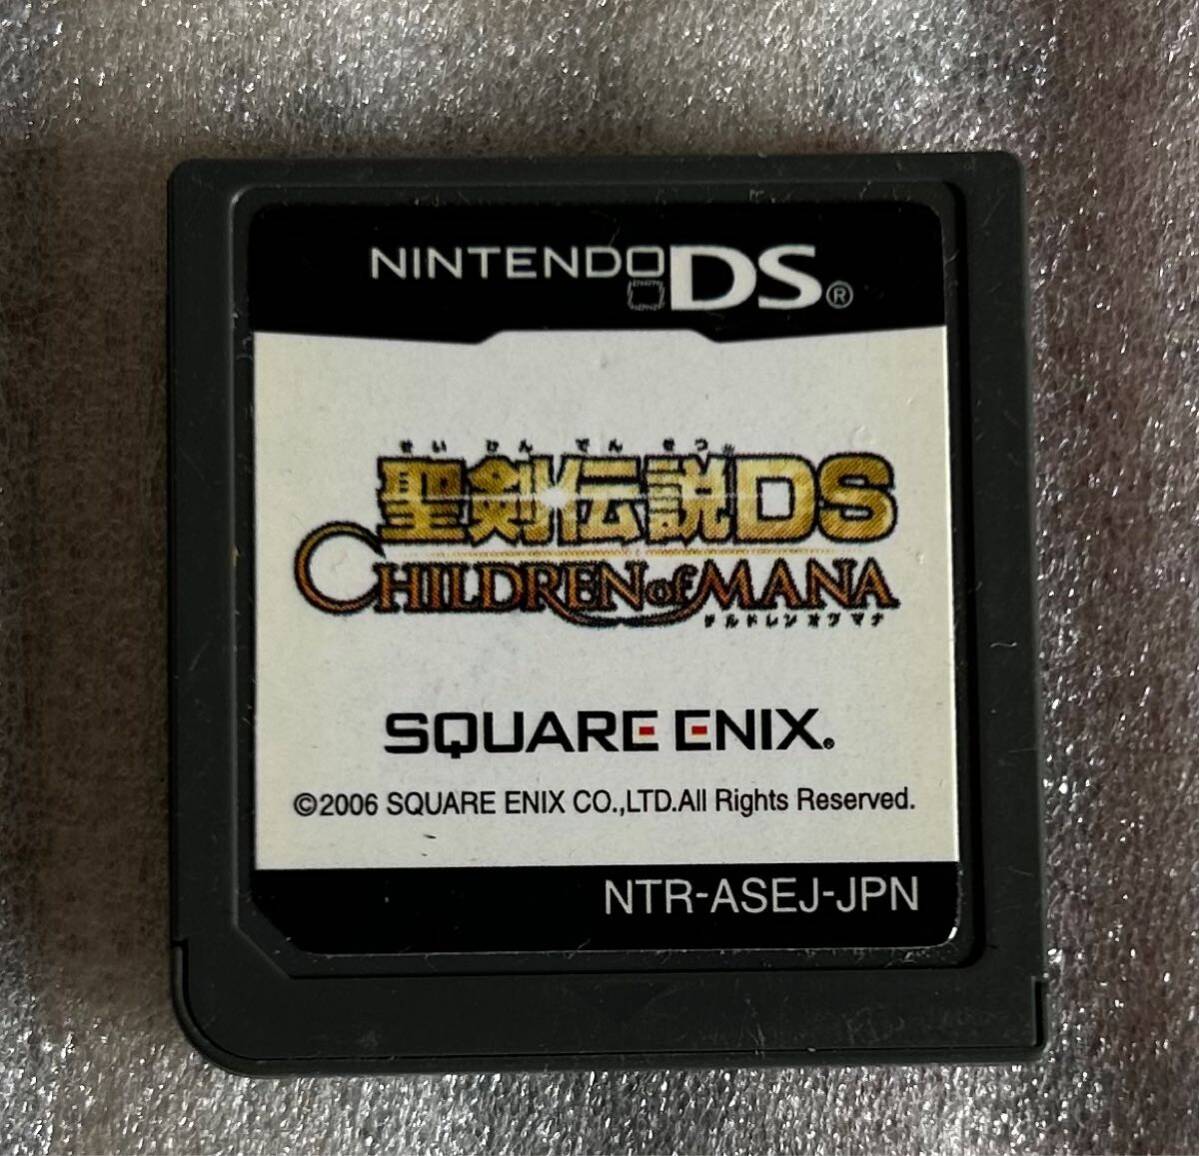 NINTENDO DS®
せいけんでんせつ
聖剣伝説DS
CHILDREN of MANA
チルドレン オブ マナ
SQUARE ENIX.
©2006 SQUARE ENIX CO.,LTD.All Rights Reserved.
NTR-ASEJ-JPN